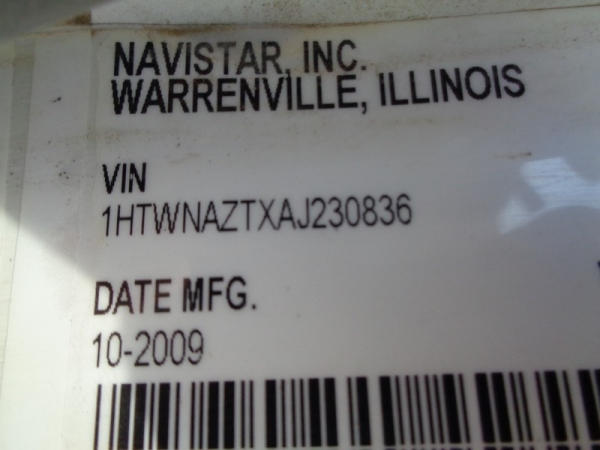 NAVISTAR, INC.
WARRENVILLE, ILLINOIS
VIN
1HTWNAZTXAJ230836
DATE MFG.
10-2009